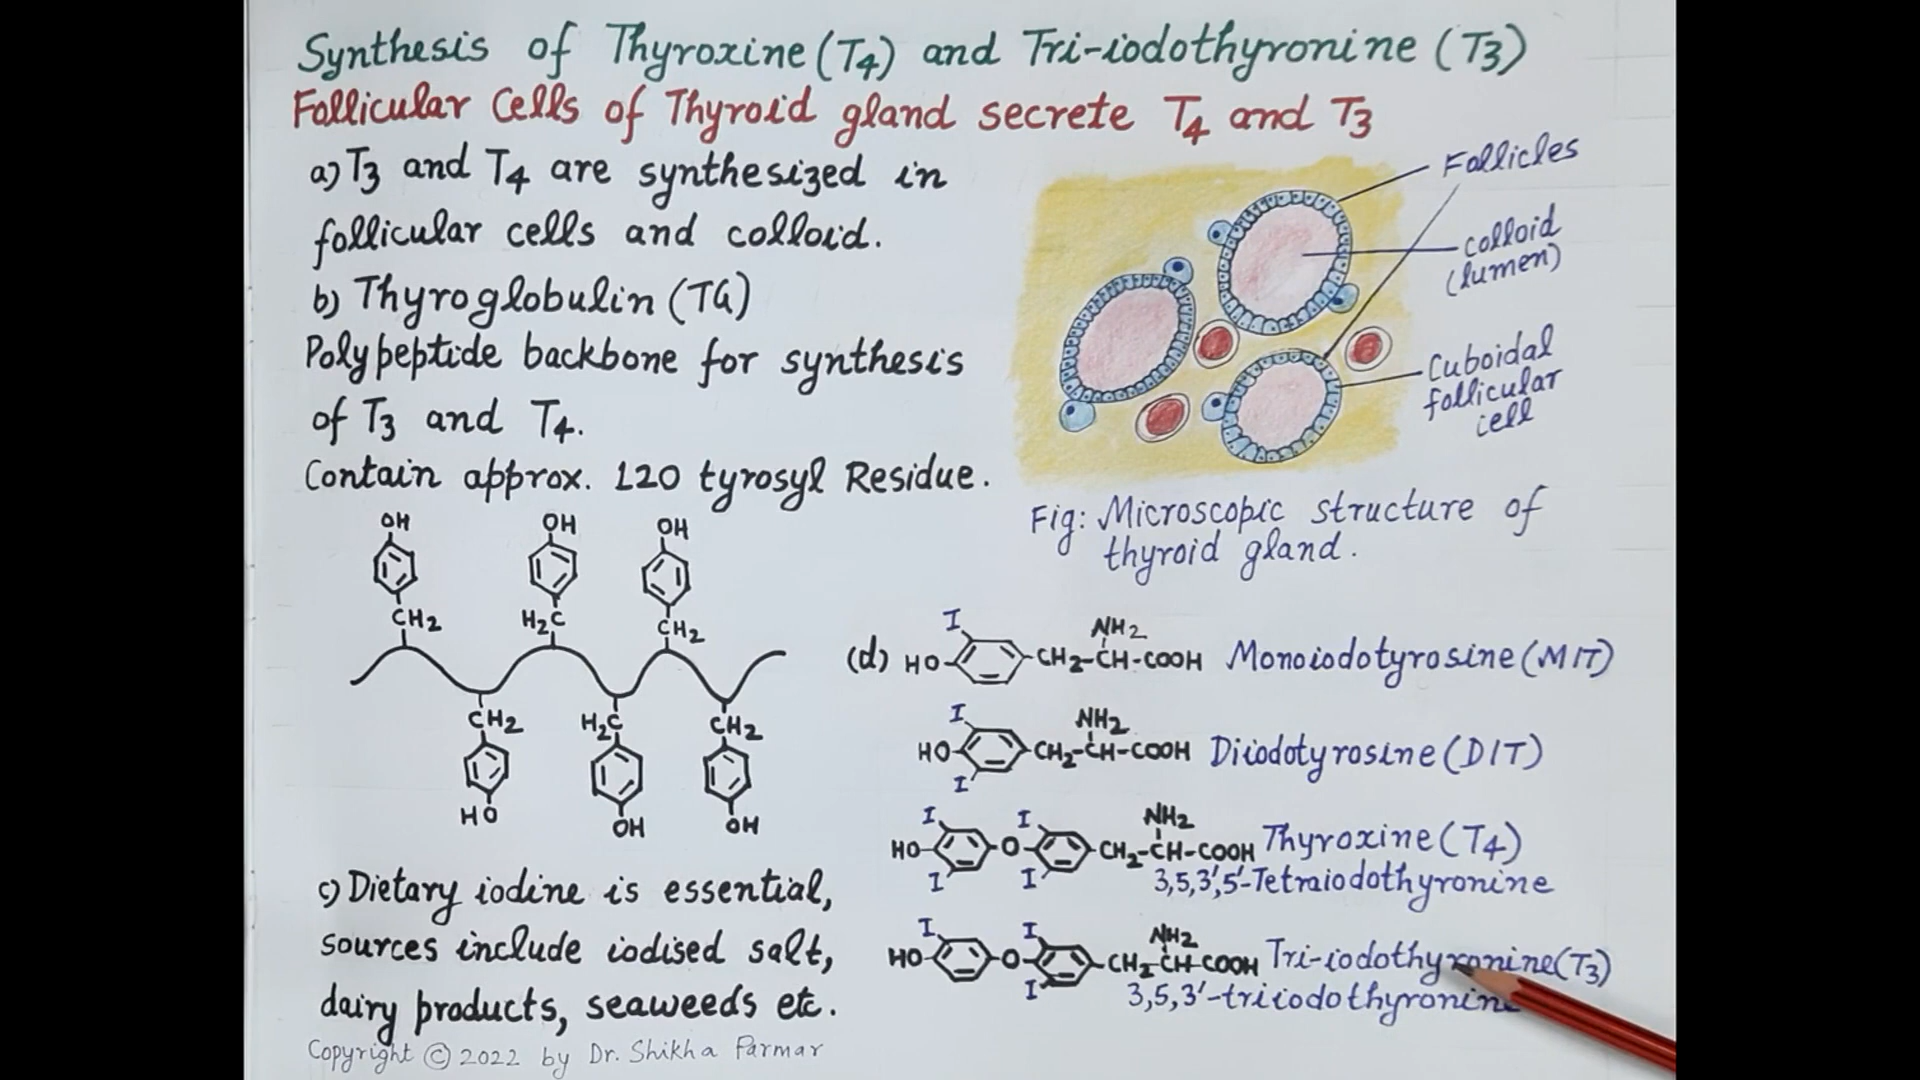 Synthesis of Thyroxine (T4) and Tri-iodothyronine (T3)
Follicular Cells of Thyroid gland secrete T4 and T3
a) T3 and T4 are synthesized in
follicular cells and colloid.
b) Thyroglobulin (TG)
Polypeptide backbone for synthesis
of T3 and T4.
Contain approx. 120 tyrosyl Residue.
OH OH OH
CH2 H2C CH2
CH2 H2C CH2
HO OH OH
c) Dietary iodine is essential,
sources include iodised salt,
dairy products, seaweeds etc.
Copyright © 2022 by Dr. Shikha Parmar
Follicles
colloid
(lumen)
Cuboidal
follicular
cell
Fig: Microscopic structure of
thyroid gland.
I NH2
(d) HO-CH2-CH-COOH Monoiodotyrosine (MIT)
I NH2
HO-CH2-CH-COOH Diiodotyrosine (DIT)
I
I I NH2
HO-O-CH2-CH-COOH Thyroxine (T4)
I I 3,5,3',5'-Tetraiodothyronine
I I NH2
HO-O-CH2-CH-COOH Tri-iodothyronine (T3)
I 3,5,3'-triiodothyronine